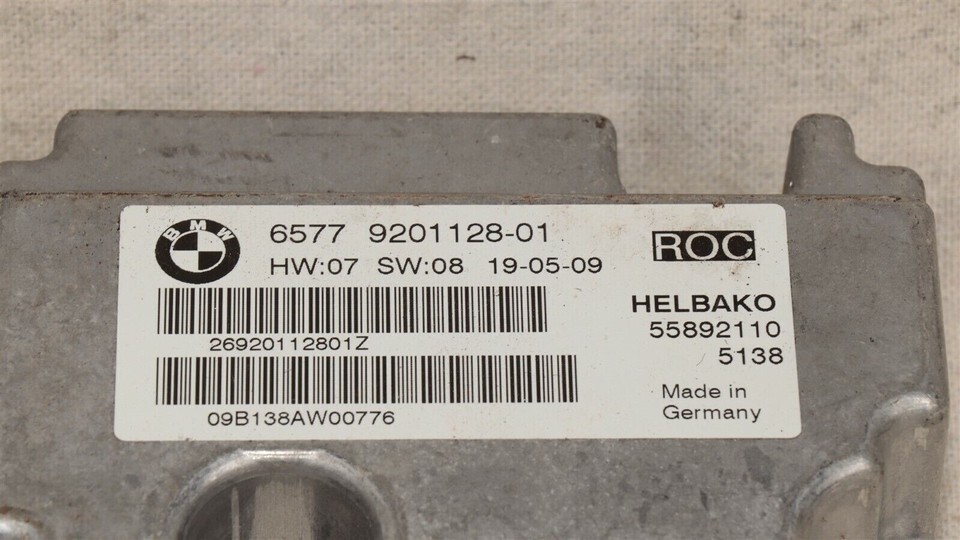 BMW
6577 9201128-01
HW:07 SW:08 19-05-09
26920112801Z
09B138AW00776
ROC
HELBAKO
55892110
5138
Made in
Germany